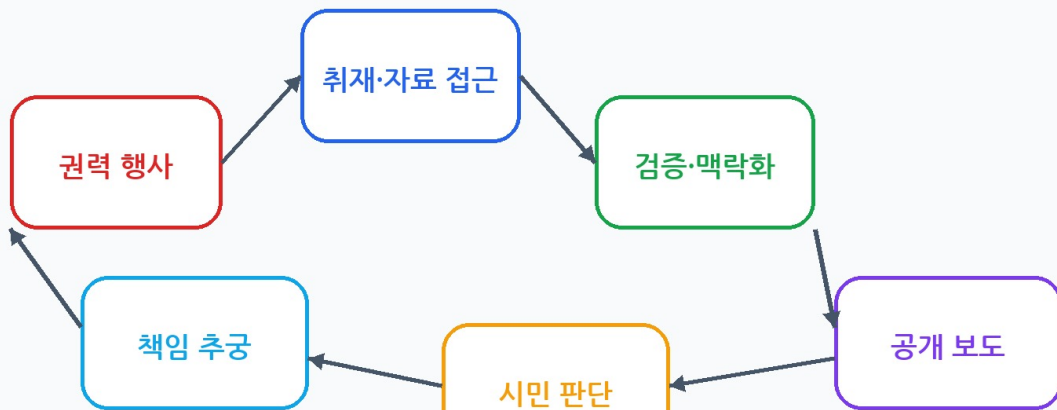 취재·자료 접근
권력 행사
검증·맥락화
책임 추궁
공개 보도
시민 판단